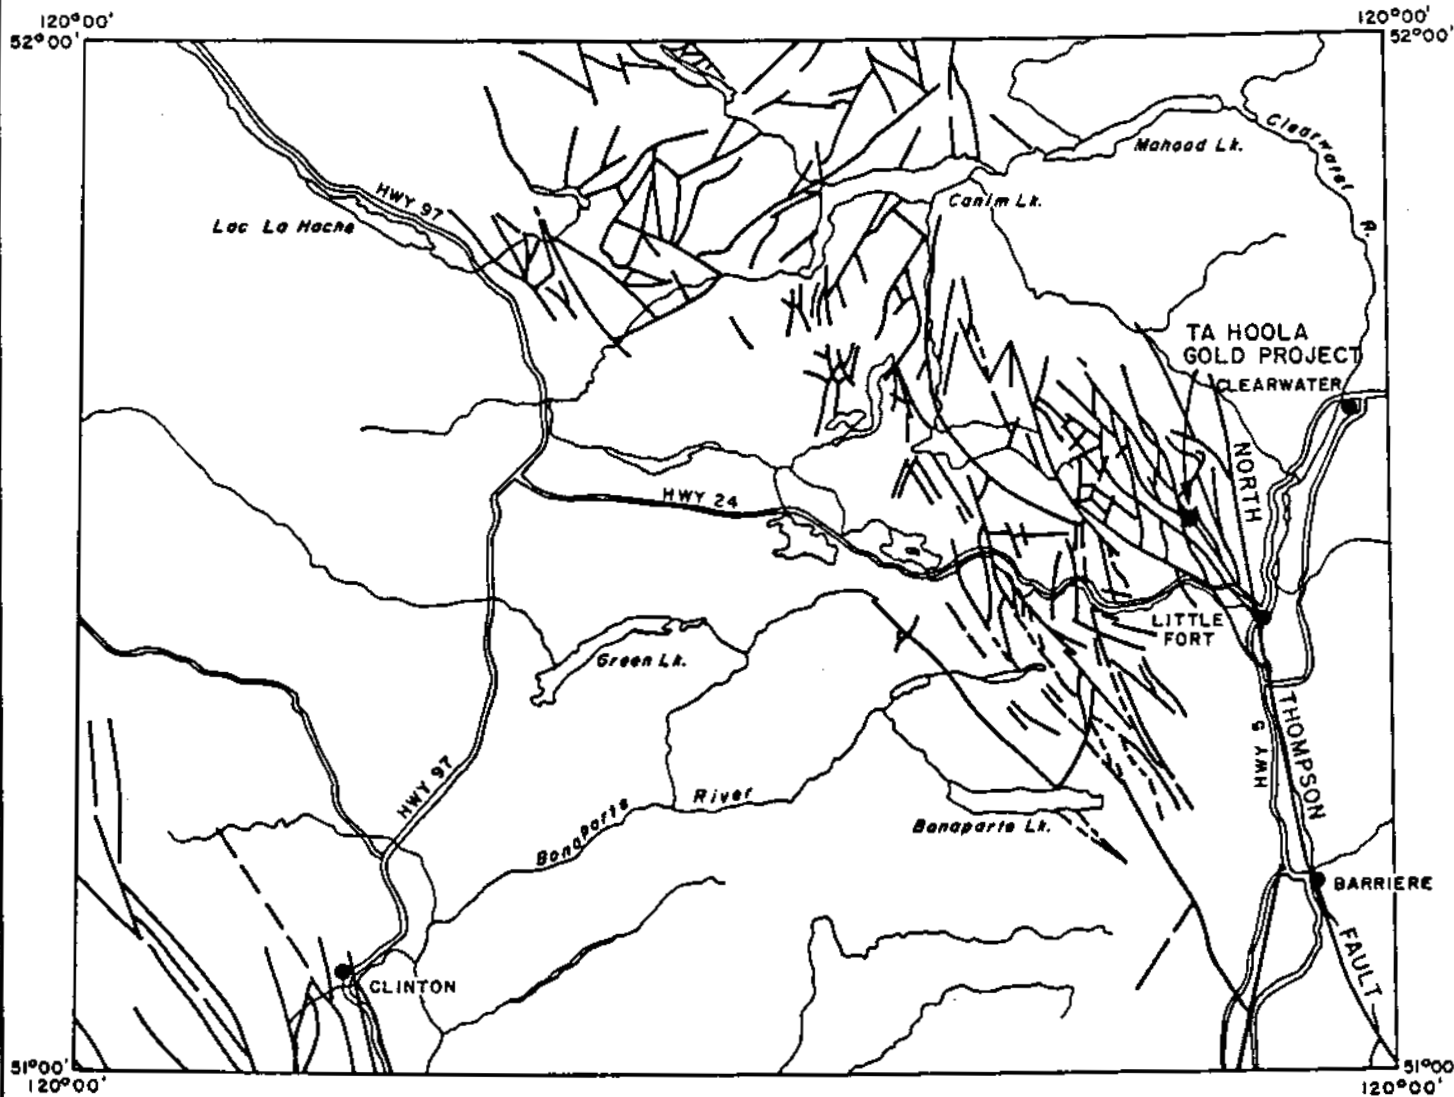 120°00'
120°00'
52°00'
52°00'
Clearwater R.
Mahood Lk.
HWY 97
Canim Lk.
Lac La Hache
TA HOOLA
GOLD PROJECT
CLEARWATER
NORTH
HWY 24
LITTLE
FORT
Green Lk.
THOMPSON
HWY 5
HWY 97
Bonaparte River
Bonaparte Lk.
BARRIERE
FAULT
CLINTON
51°00'
51°00
120°00'
120°00'